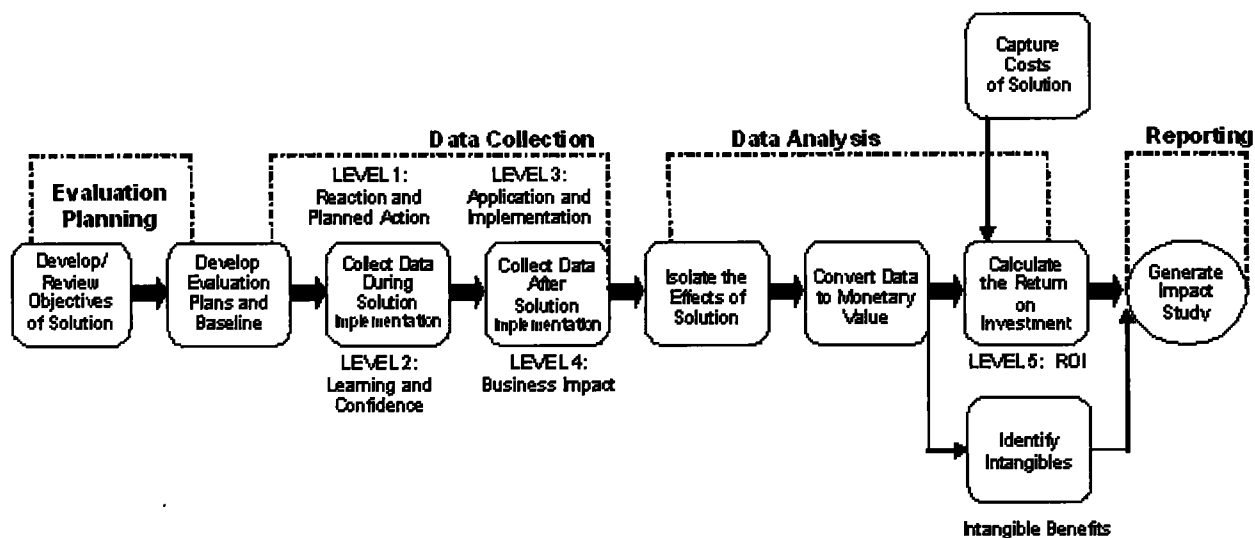 Capture
Costs
of Solution
Evaluation
Planning
Data Collection
Data Analysis
Reporting
LEVEL 1:
Reaction and
Planned Action
LEVEL 3:
Application and
Implementation
Develop/
Review
Objectives
of Solution
Develop
Evaluation
Plans and
Baseline
Collect Data
During
Solution
Implementation
Collect Data
After
Solution
Implementation
Isolate the
Effects of
Solution
Convert Data
to Monetary
Value
Calculate
the Return
on
Investment
Generate
Impact
Study
LEVEL 2:
Learning and
Confidence
LEVEL 4:
Business Impact
LEVEL 5: ROI
Identify
Intangibles
Intangible Benefits